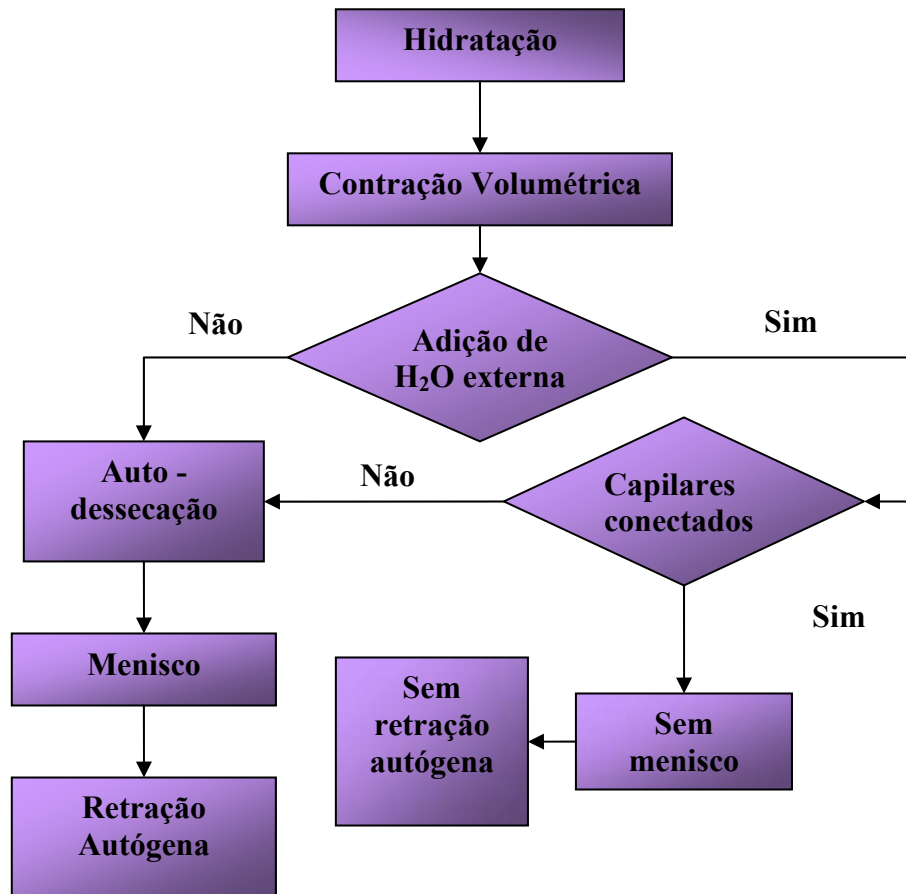 Hidratação
Contração Volumétrica
Não
Sim
Adição de
H₂O externa
Auto -
dessecação
Não
Capilares
conectados
Sim
Menisco
Sem
retração
autógena
Sem
menisco
Retração
Autógena